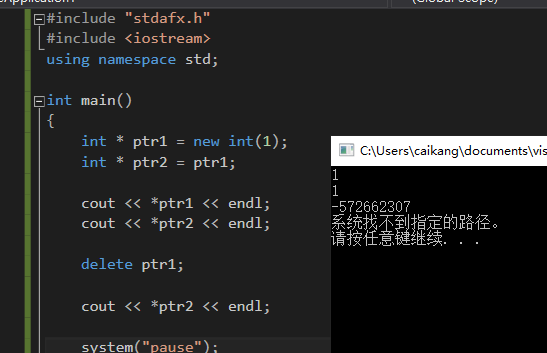 (Global Scope)
#include "stdafx.h"
#include <iostream>
using namespace std;
int main()
{
int * ptr1 = new int(1);
int * ptr2 = ptr1;
cout << *ptr1 << endl;
cout << *ptr2 << endl;
delete ptr1;
cout << *ptr2 << endl;
system("pause");
C:\Users\caikang\documents\vis
1
1
-572662307
系统找不到指定的路径。
请按任意键继续. . .